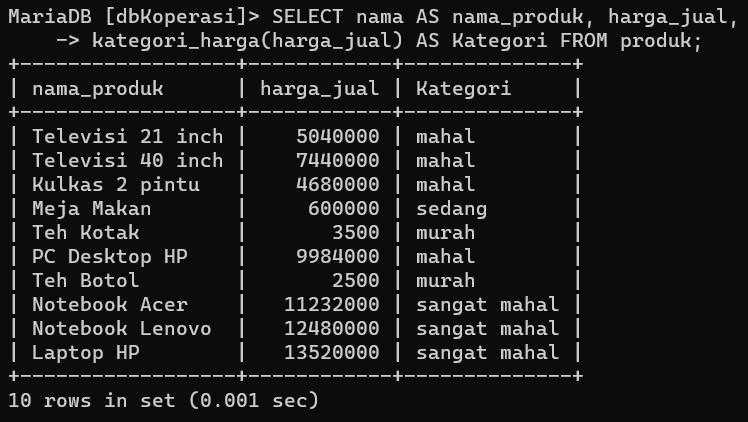 MariaDB [dbKoperasi]> SELECT nama AS nama_produk, harga_jual,
    -> kategori_harga(harga_jual) AS Kategori FROM produk;
+------------------+------------+--------------+
| nama_produk      | harga_jual | Kategori     |
+------------------+------------+--------------+
| Televisi 21 inch |    5040000 | mahal        |
| Televisi 40 inch |    7440000 | mahal        |
| Kulkas 2 pintu   |    4680000 | mahal        |
| Meja Makan       |     600000 | sedang       |
| Teh Kotak        |       3500 | murah        |
| PC Desktop HP    |    9984000 | mahal        |
| Teh Botol        |       2500 | murah        |
| Notebook Acer    |   11232000 | sangat mahal |
| Notebook Lenovo  |   12480000 | sangat mahal |
| Laptop HP        |   13520000 | sangat mahal |
+------------------+------------+--------------+
10 rows in set (0.001 sec)